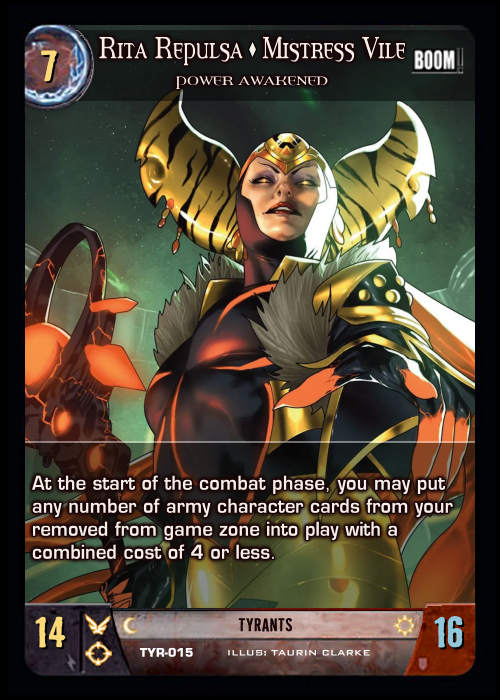 7
RITA REPULSA ♦ MISTRESS VILE
POWER AWAKENED
BOOM!
At the start of the combat phase, you may put
any number of army character cards from your
removed from game zone into play with a
combined cost of 4 or less.
14
TYRANTS
TYR-015 ILLUS: TAURIN CLARKE
16